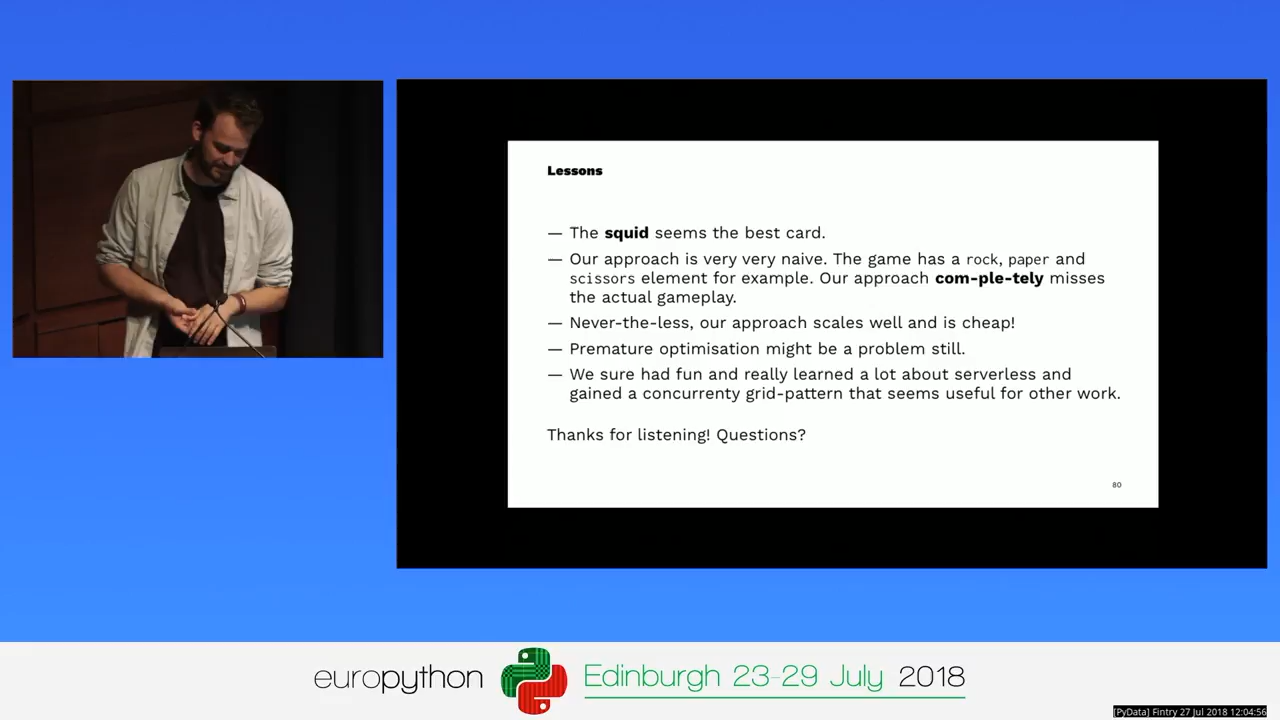 Lessons
— The squid seems the best card.
— Our approach is very very naive. The game has a rock, paper and
scissors element for example. Our approach com-ple-tely misses
the actual gameplay.
— Never-the-less, our approach scales well and is cheap!
— Premature optimisation might be a problem still.
— We sure had fun and really learned a lot about serverless and
gained a concurrenty grid-pattern that seems useful for other work.
Thanks for listening! Questions?
80
europython Edinburgh 23-29 July 2018
[PyData] Fintry 27 Jul 2018 12:04:56